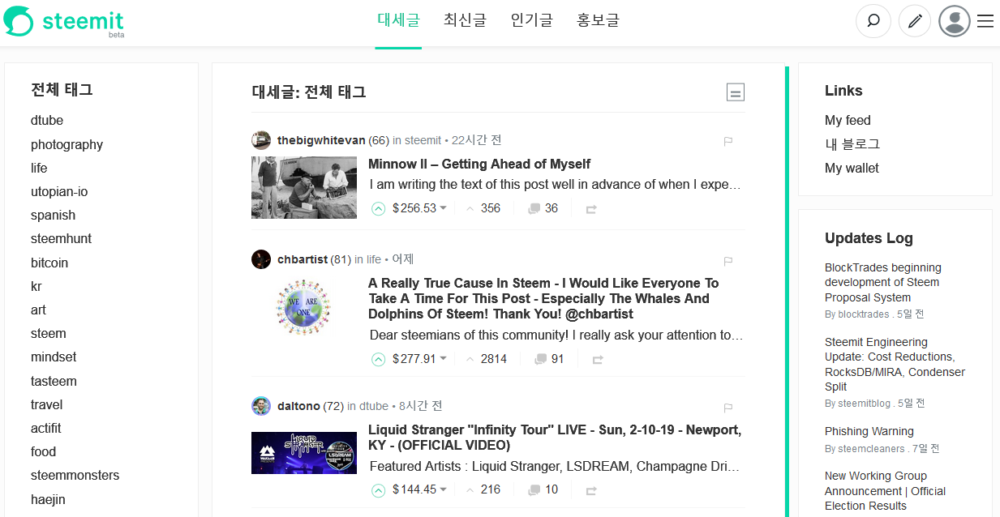 steemit
beta
대세글 최신글 인기글 홍보글
전체 태그
dtube
photography
life
utopian-io
spanish
steemhunt
bitcoin
kr
art
steem
mindset
tasteem
travel
actifit
food
steemmonsters
haejin
대세글: 전체 태그
thebigwhitevan (66) in steemit • 22시간 전
Minnow II – Getting Ahead of Myself
I am writing the text of this post well in advance of when I expe…
$256.53 356 36
chbartist (81) in life • 어제
WE ARE
ONE
A Really True Cause In Steem - I Would Like Everyone To
Take A Time For This Post - Especially The Whales And
Dolphins Of Steem! Thank You! @chbartist
Dear steemians of this community! I really ask your attention to…
$277.91 2814 91
daltono (72) in dtube • 8시간 전
LIQUID
STRANGER
LSDREAM
Liquid Stranger "Infinity Tour" LIVE - Sun, 2-10-19 - Newport,
KY - (OFFICIAL VIDEO)
Featured Artists : Liquid Stranger, LSDREAM, Champagne Dri…
$144.45 216 10
Links
My feed
내 블로그
My wallet
Updates Log
BlockTrades beginning
development of Steem
Proposal System
By blocktrades . 5일 전
Steemit Engineering
Update: Cost Reductions,
RocksDB/MIRA, Condenser
Split
By steemitblog . 5일 전
Phishing Warning
By steemcleaners . 7일 전
New Working Group
Announcement | Official
Election Results